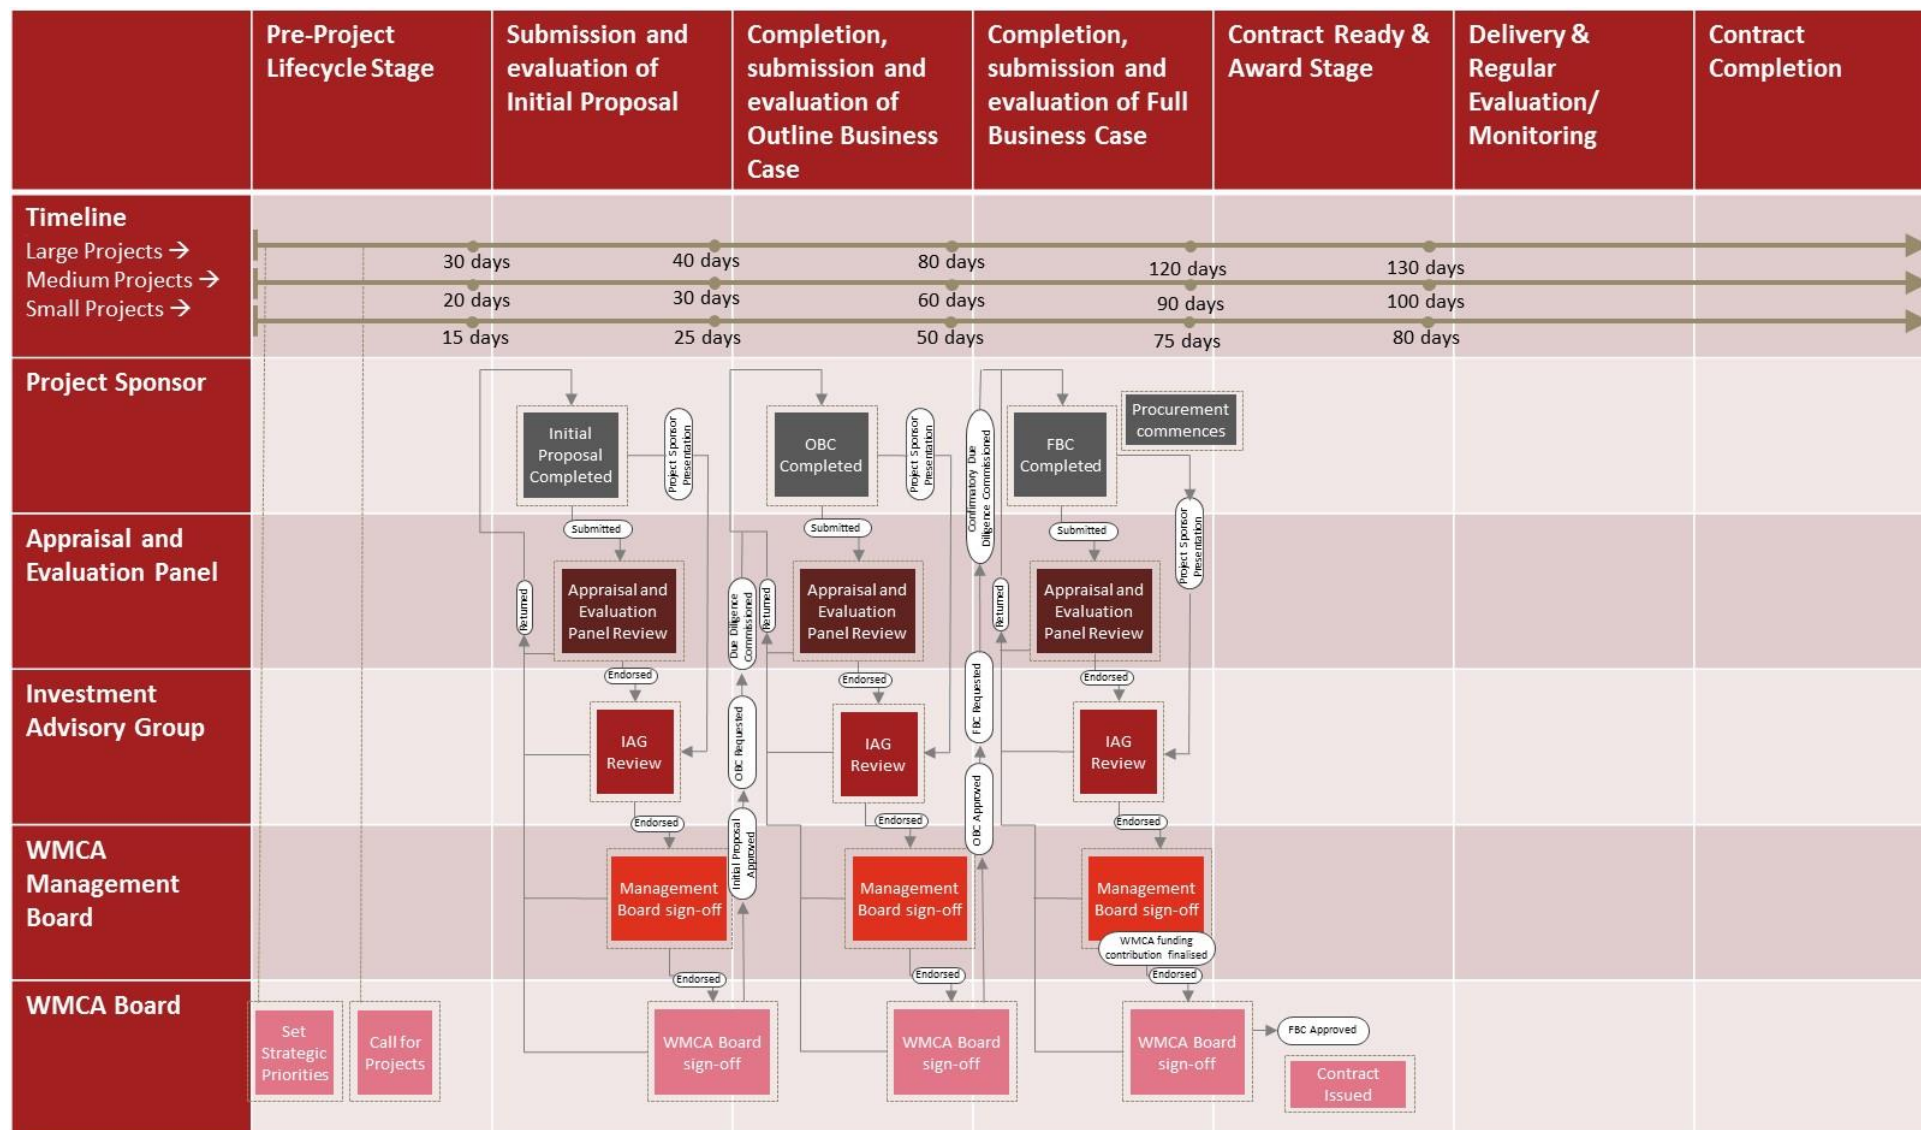 Pre-Project
Lifecycle Stage
Submission and
evaluation of
Initial Proposal
Completion,
submission and
evaluation of
Outline Business
Case
Completion,
submission and
evaluation of Full
Business Case
Contract Ready &
Award Stage
Delivery &
Regular
Evaluation/
Monitoring
Contract
Completion
Timeline
Large Projects →
Medium Projects →
Small Projects →
30 days
40 days
80 days
120 days
130 days
20 days
30 days
60 days
90 days
100 days
15 days
25 days
50 days
75 days
80 days
Project Sponsor
Initial
Proposal
Completed
Project Sponsor
Presentation
OBC
Completed
Project Sponsor
Presentation
Confirmatory Due
Diligence Commissioned
FBC
Completed
Procurement
commences
Project Sponsor
Presentation
Submitted
Submitted
Submitted
Appraisal and
Evaluation Panel
Returned
Appraisal and
Evaluation
Panel Review
Due Diligence
Commissioned
Returned
Appraisal and
Evaluation
Panel Review
Returned
Appraisal and
Evaluation
Panel Review
Endorsed
Endorsed
Endorsed
Investment
Advisory Group
IAG
Review
OBC Requested
IAG
Review
FBC Requested
IAG
Review
Endorsed
Endorsed
Endorsed
WMCA
Management
Board
Management
Board sign-off
Initial Proposal
Approved
Management
Board sign-off
OBC Approved
Management
Board sign-off
WMCA funding
contribution finalised
Endorsed
Endorsed
Endorsed
WMCA Board
Set
Strategic
Priorities
Call for
Projects
WMCA Board
sign-off
WMCA Board
sign-off
WMCA Board
sign-off
FBC Approved
Contract
Issued